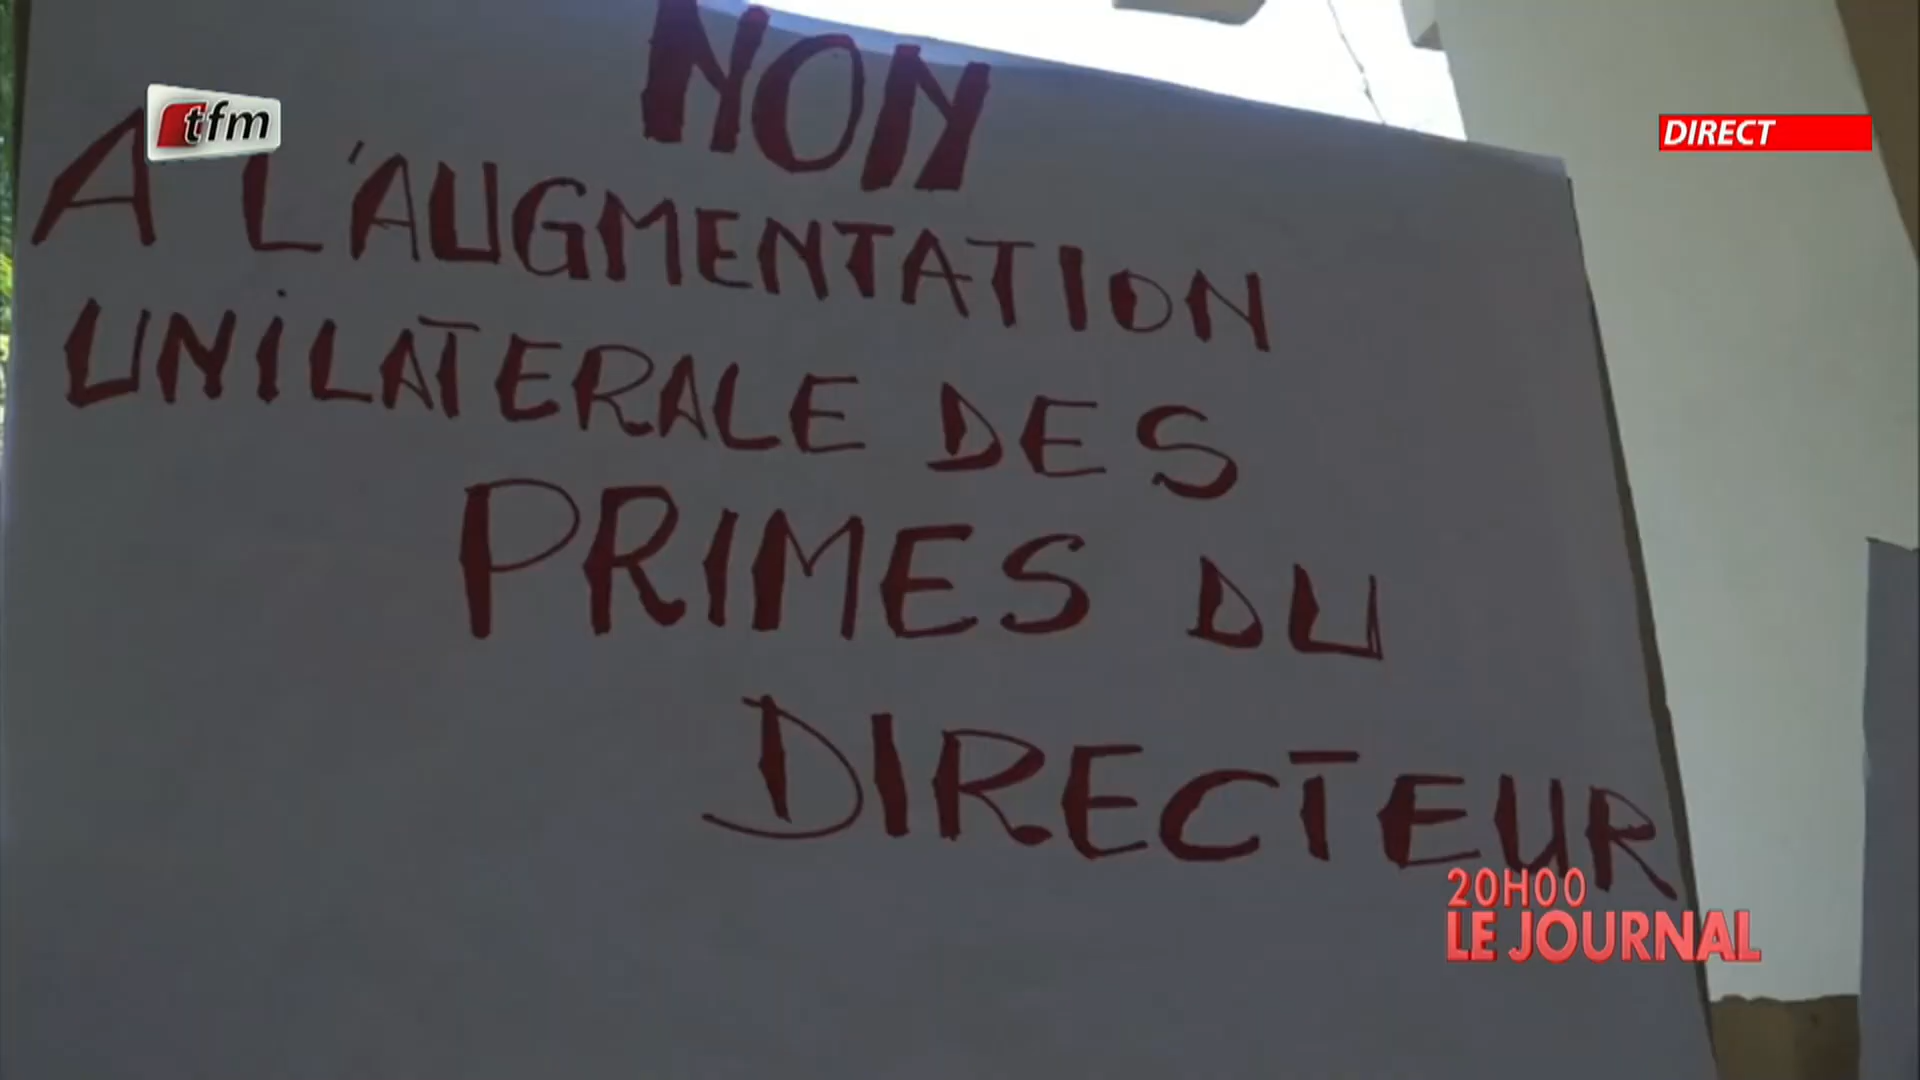 NON
tfm
DIRECT
A L'AUGMENTATION
UNILATERALE DES
PRIMES DU
DIRECTEUR
20H00
LE JOURNAL